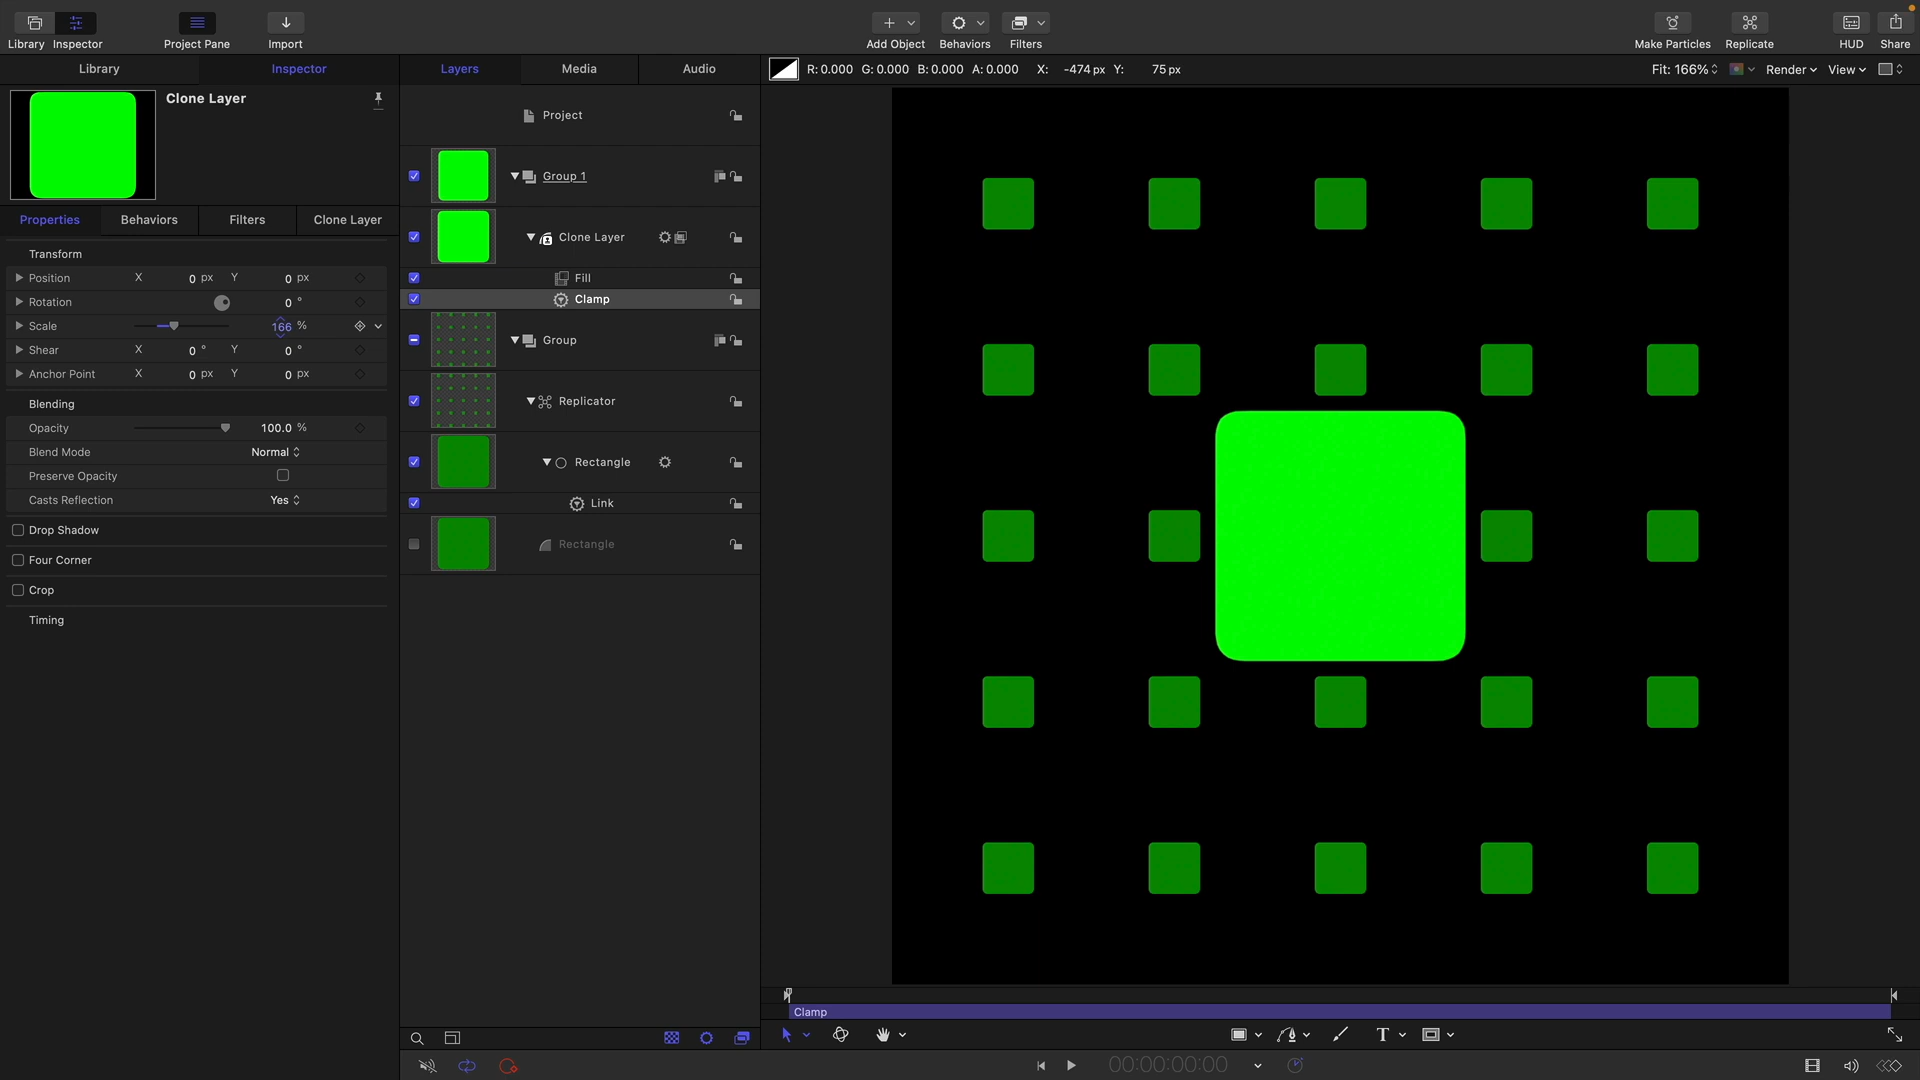 Library Inspector Project Pane Import Add Object Behaviors Filters Make Particles Replicate HUD Share
Library Inspector Layers Media Audio R: 0.000 G: 0.000 B: 0.000 A: 0.000 X: -474 px Y: 75 px Fit: 166% Render View
Clone Layer
Properties Behaviors Filters Clone Layer
Transform
Position X 0 px Y 0 px
Rotation 0 °
Scale 166 %
Shear X 0 ° Y 0 °
Anchor Point X 0 px Y 0 px
Blending
Opacity 100.0 %
Blend Mode Normal
Preserve Opacity
Casts Reflection Yes
Drop Shadow
Four Corner
Crop
Timing
Project
Group 1
Clone Layer
Fill
Clamp
Group
Replicator
Rectangle
Link
Rectangle
Clamp
T
00:00:00:00